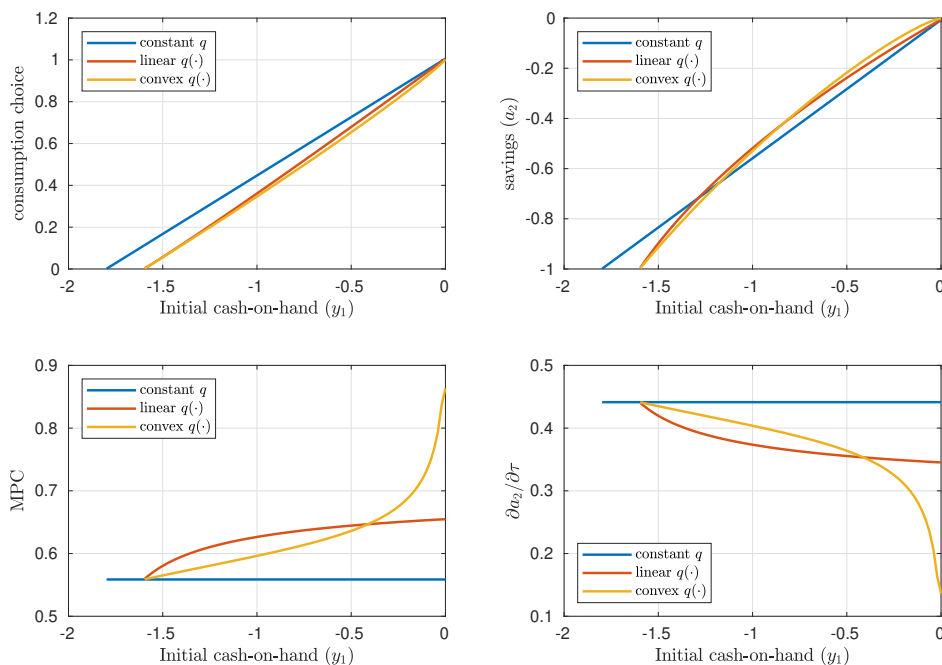 1.2
1
0.8
0.6
0.4
0.2
0
-2
-1.5
-1
-0.5
0
consumption choice
Initial cash-on-hand (y₁)
constant q
linear q(·)
convex q(·)
0
-0.2
-0.4
-0.6
-0.8
-1
-2
-1.5
-1
-0.5
0
savings (a₂)
Initial cash-on-hand (y₁)
constant q
linear q(·)
convex q(·)
0.9
0.8
0.7
0.6
0.5
-2
-1.5
-1
-0.5
0
MPC
Initial cash-on-hand (y₁)
constant q
linear q(·)
convex q(·)
0.5
0.4
0.3
0.2
0.1
-2
-1.5
-1
-0.5
0
∂a₂/∂τ
Initial cash-on-hand (y₁)
constant q
linear q(·)
convex q(·)